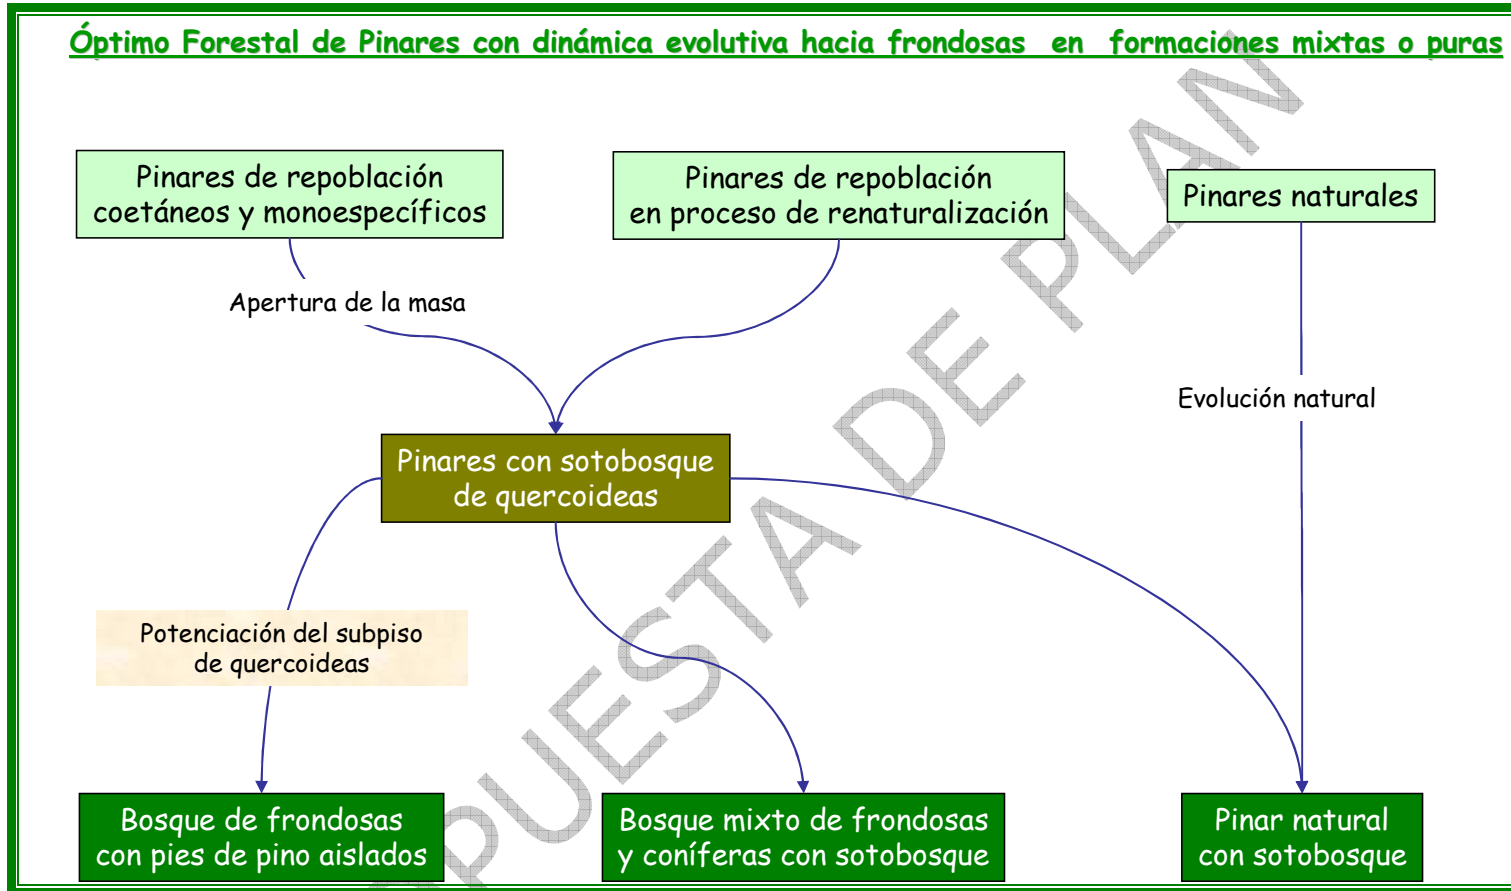 Óptimo Forestal de Pinares con dinámica evolutiva hacia frondosas en formaciones mixtas o puras
Pinares de repoblación
coetáneos y monoespecíficos
Pinares de repoblación
en proceso de renaturalización
Pinares naturales
Apertura de la masa
Evolución natural
Pinares con sotobosque
de quercoideas
Potenciación del subpiso
de quercoideas
Bosque de frondosas
con pies de pino aislados
Bosque mixto de frondosas
y coníferas con sotobosque
Pinar natural
con sotobosque
PUESTA DE PLAN